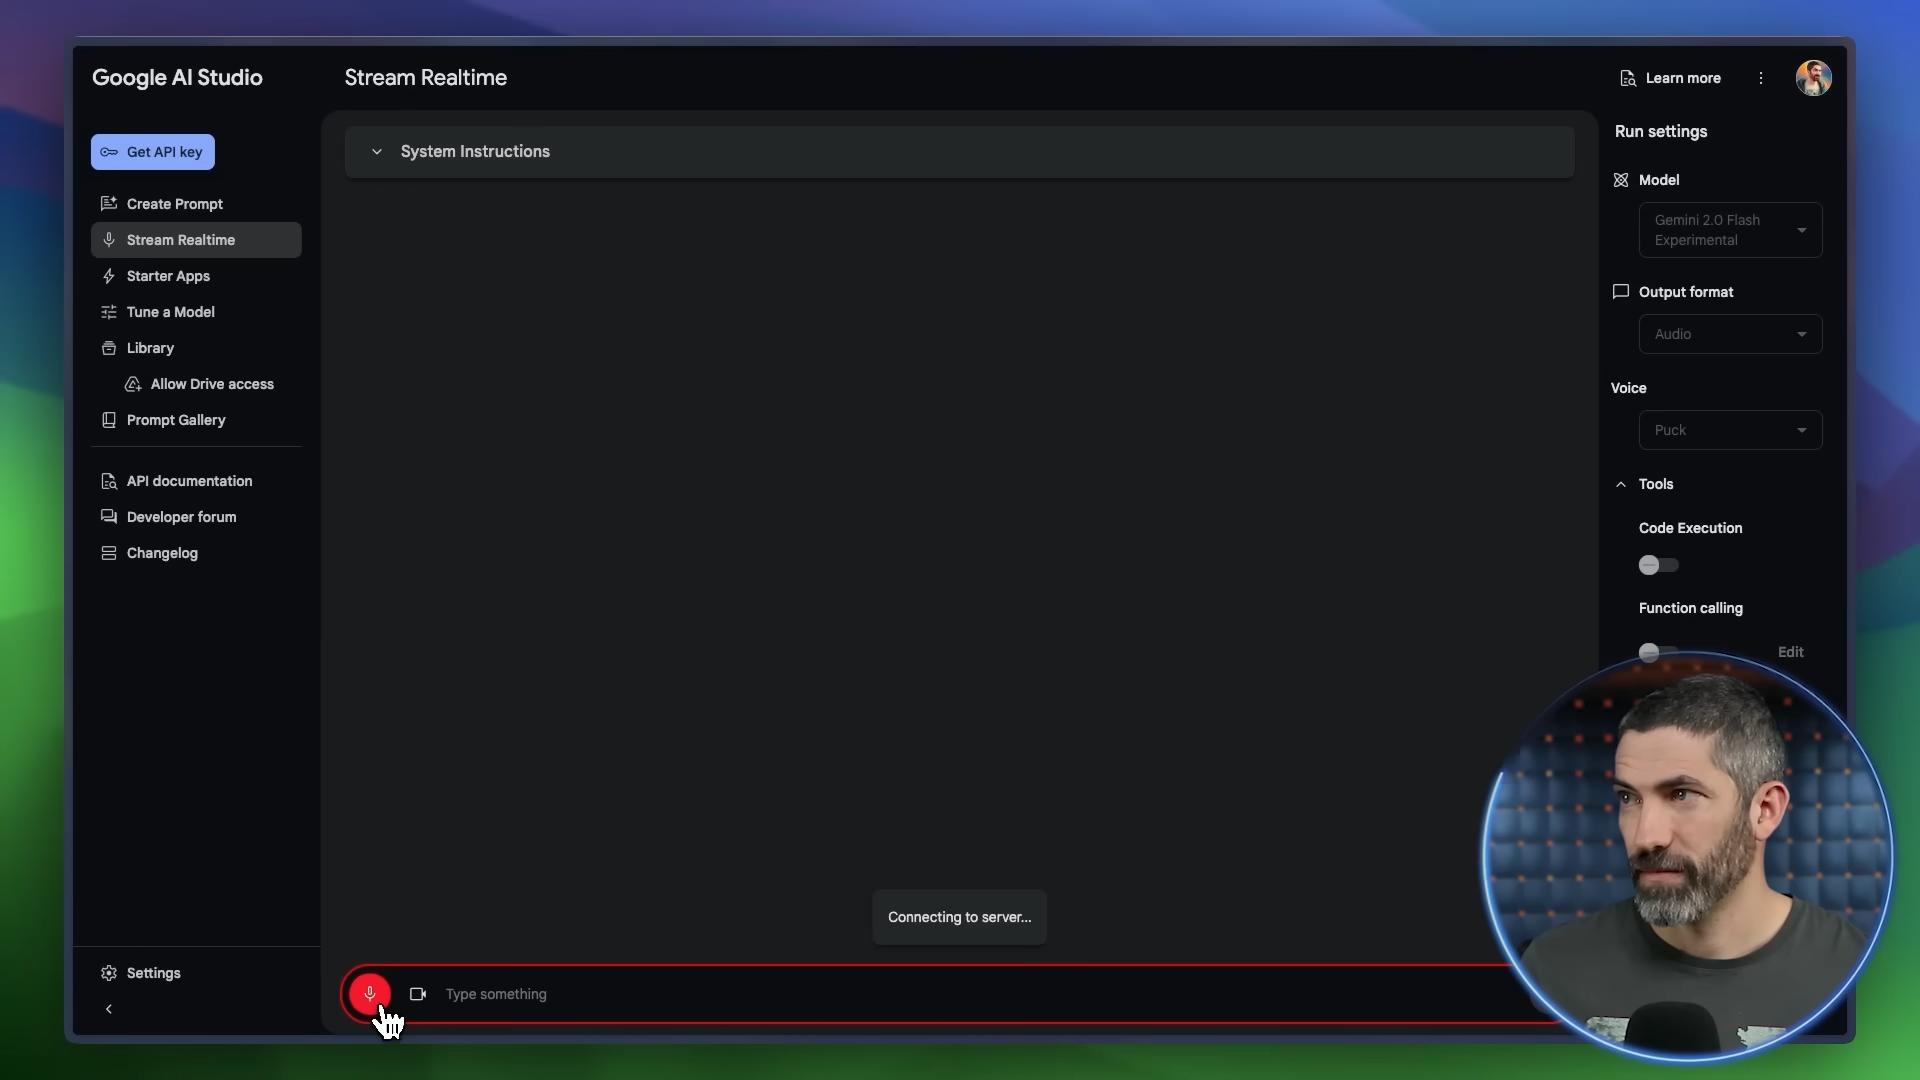 Google AI Studio
Stream Realtime
Learn more
Get API key
System Instructions
Run settings
Create Prompt
Stream Realtime
Starter Apps
Tune a Model
Library
Allow Drive access
Prompt Gallery
API documentation
Developer forum
Changelog
Model
Gemini 2.0 Flash
Experimental
Output format
Audio
Voice
Puck
Tools
Code Execution
Function calling
Edit
Connecting to server...
Settings
Type something